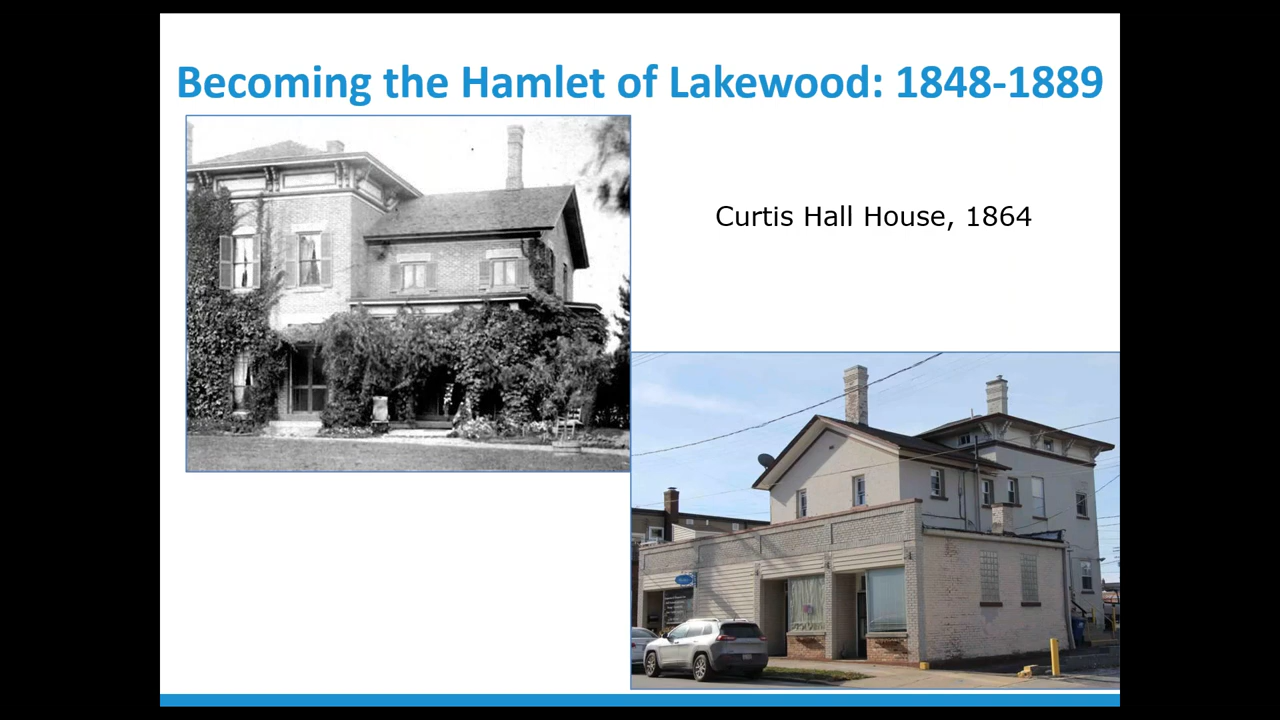 Becoming the Hamlet of Lakewood: 1848-1889
Curtis Hall House, 1864